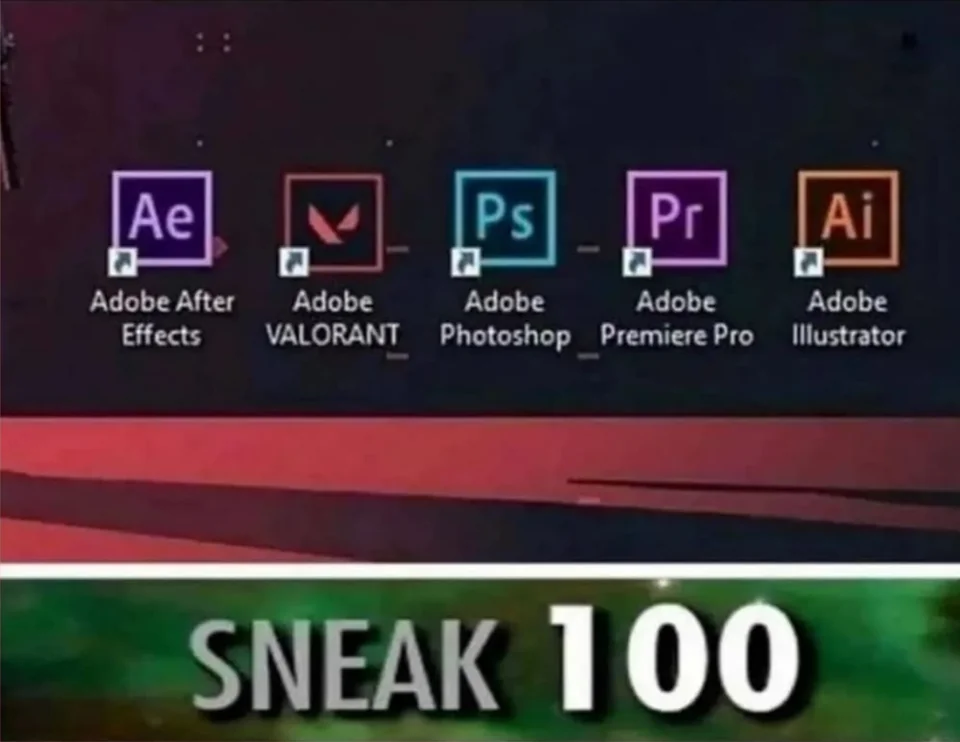 Ae Ps Pr Ai
Adobe After Effects
Adobe VALORANT
Adobe Photoshop
Adobe Premiere Pro
Adobe Illustrator
SNEAK 100